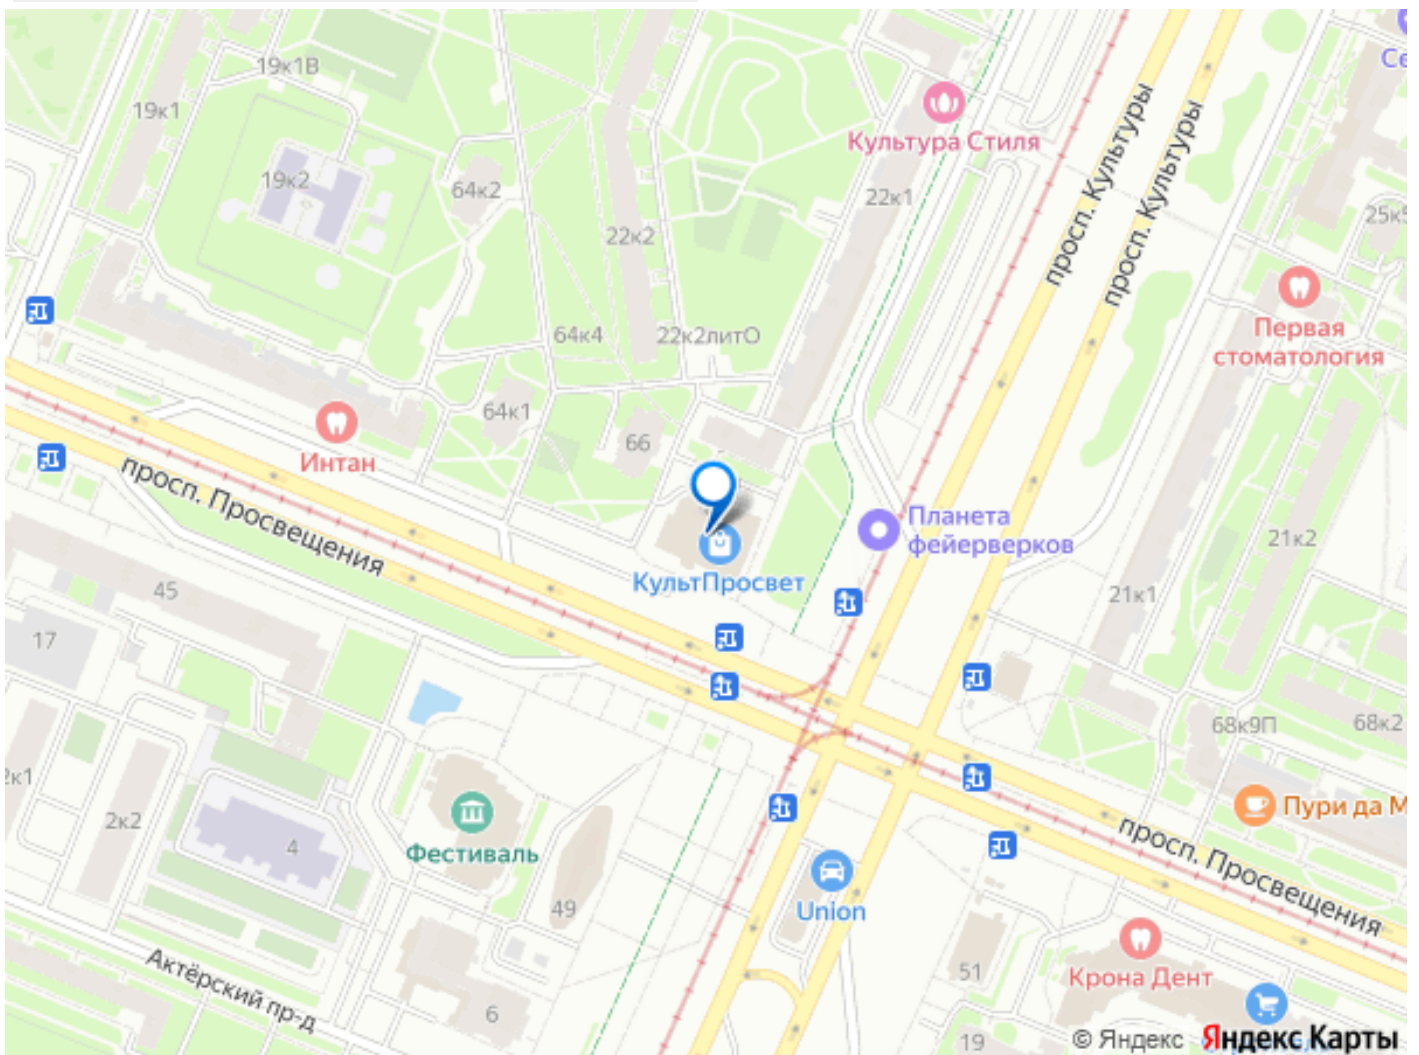 Се
19к1В
19к1
Культура Стиля
просп. Культуры
просп. Культуры
19к2
64к2
22к1
25к5
22к2
64к4
22к2литО
Первая
стоматология
64к1
66
Интан
просп. Просвещения
Планета
фейерверков
21к2
КультПросвет
45
21к1
17
68к9П
68к2
2к1
2к2
4
Фестиваль
Пури да М
просп. Просвещения
49
Union
Крона Дент
51
Актёрский пр-д
6
19
© Яндекс
Яндекс Карты